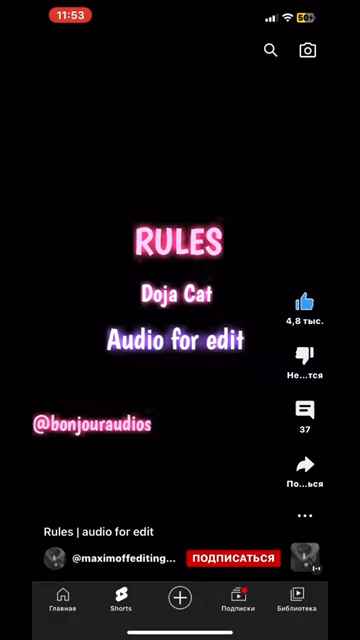 11:53
50
RULES
Doja Cat
Audio for edit
4,8 тыс.
Не...тся
@bonjouraudios
37
По...ься
Rules | audio for edit
@maximoffediting... ПОДПИСАТЬСЯ
Главная Shorts Подписки Библиотека